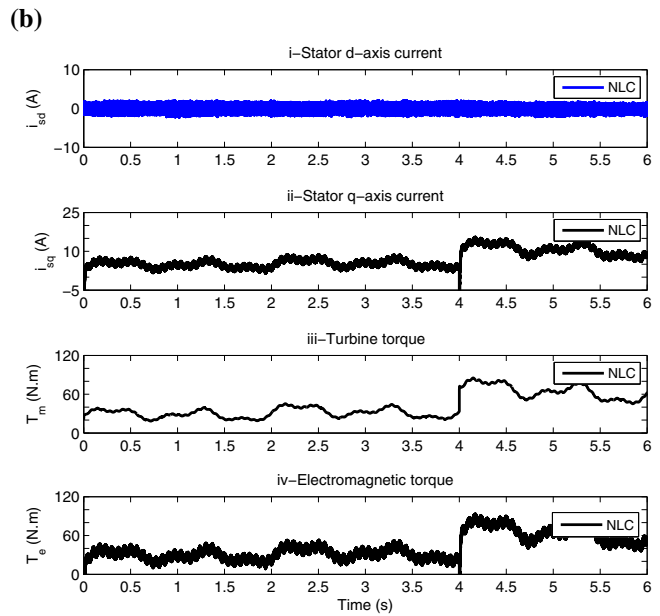 (b)
i-Stator d-axis current
10
0
-10
i_sd (A)
NLC
0 0.5 1 1.5 2 2.5 3 3.5 4 4.5 5 5.5 6
ii-Stator q-axis current
25
10
-5
i_sq (A)
NLC
0 0.5 1 1.5 2 2.5 3 3.5 4 4.5 5 5.5 6
iii-Turbine torque
120
60
0
T_m (N.m)
NLC
0 0.5 1 1.5 2 2.5 3 3.5 4 4.5 5 5.5 6
iv-Electromagnetic torque
120
60
0
T_e (N.m)
NLC
0 0.5 1 1.5 2 2.5 3 3.5 4 4.5 5 5.5 6
Time (s)